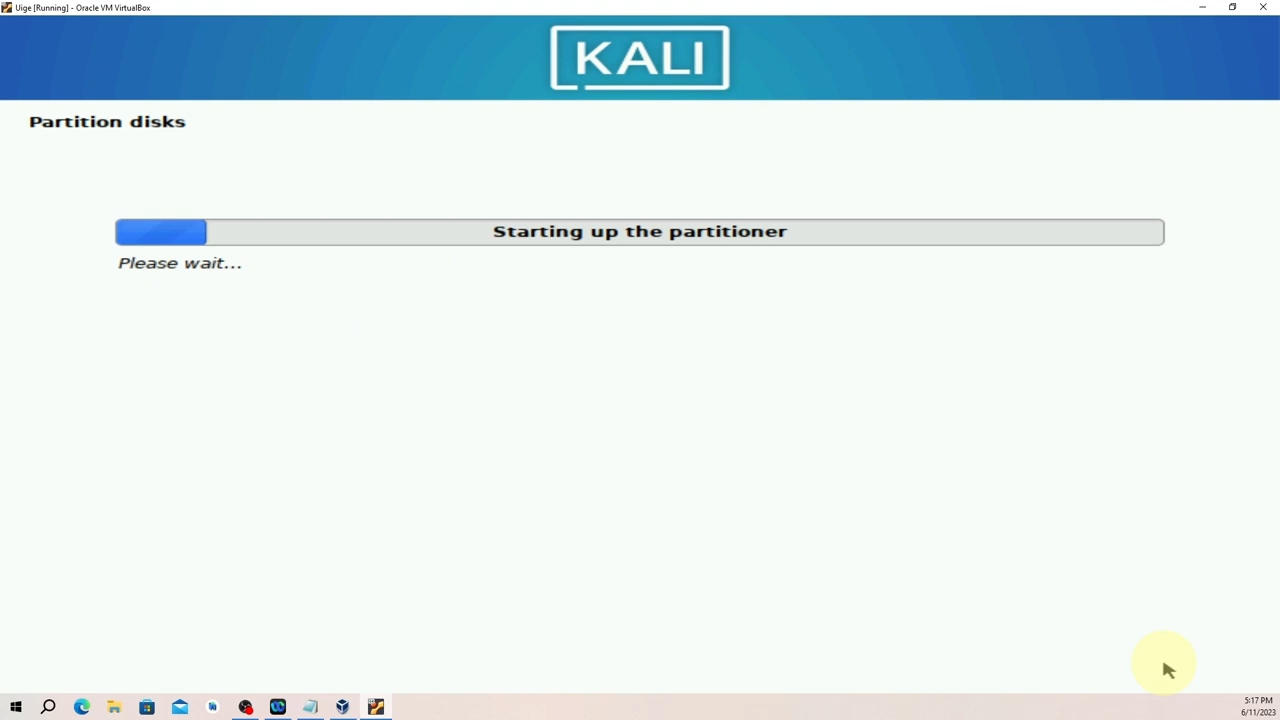 Uige [Running] - Oracle VM VirtualBox
KALI
Partition disks
Starting up the partitioner
Please wait...
5:17 PM
6/11/2023